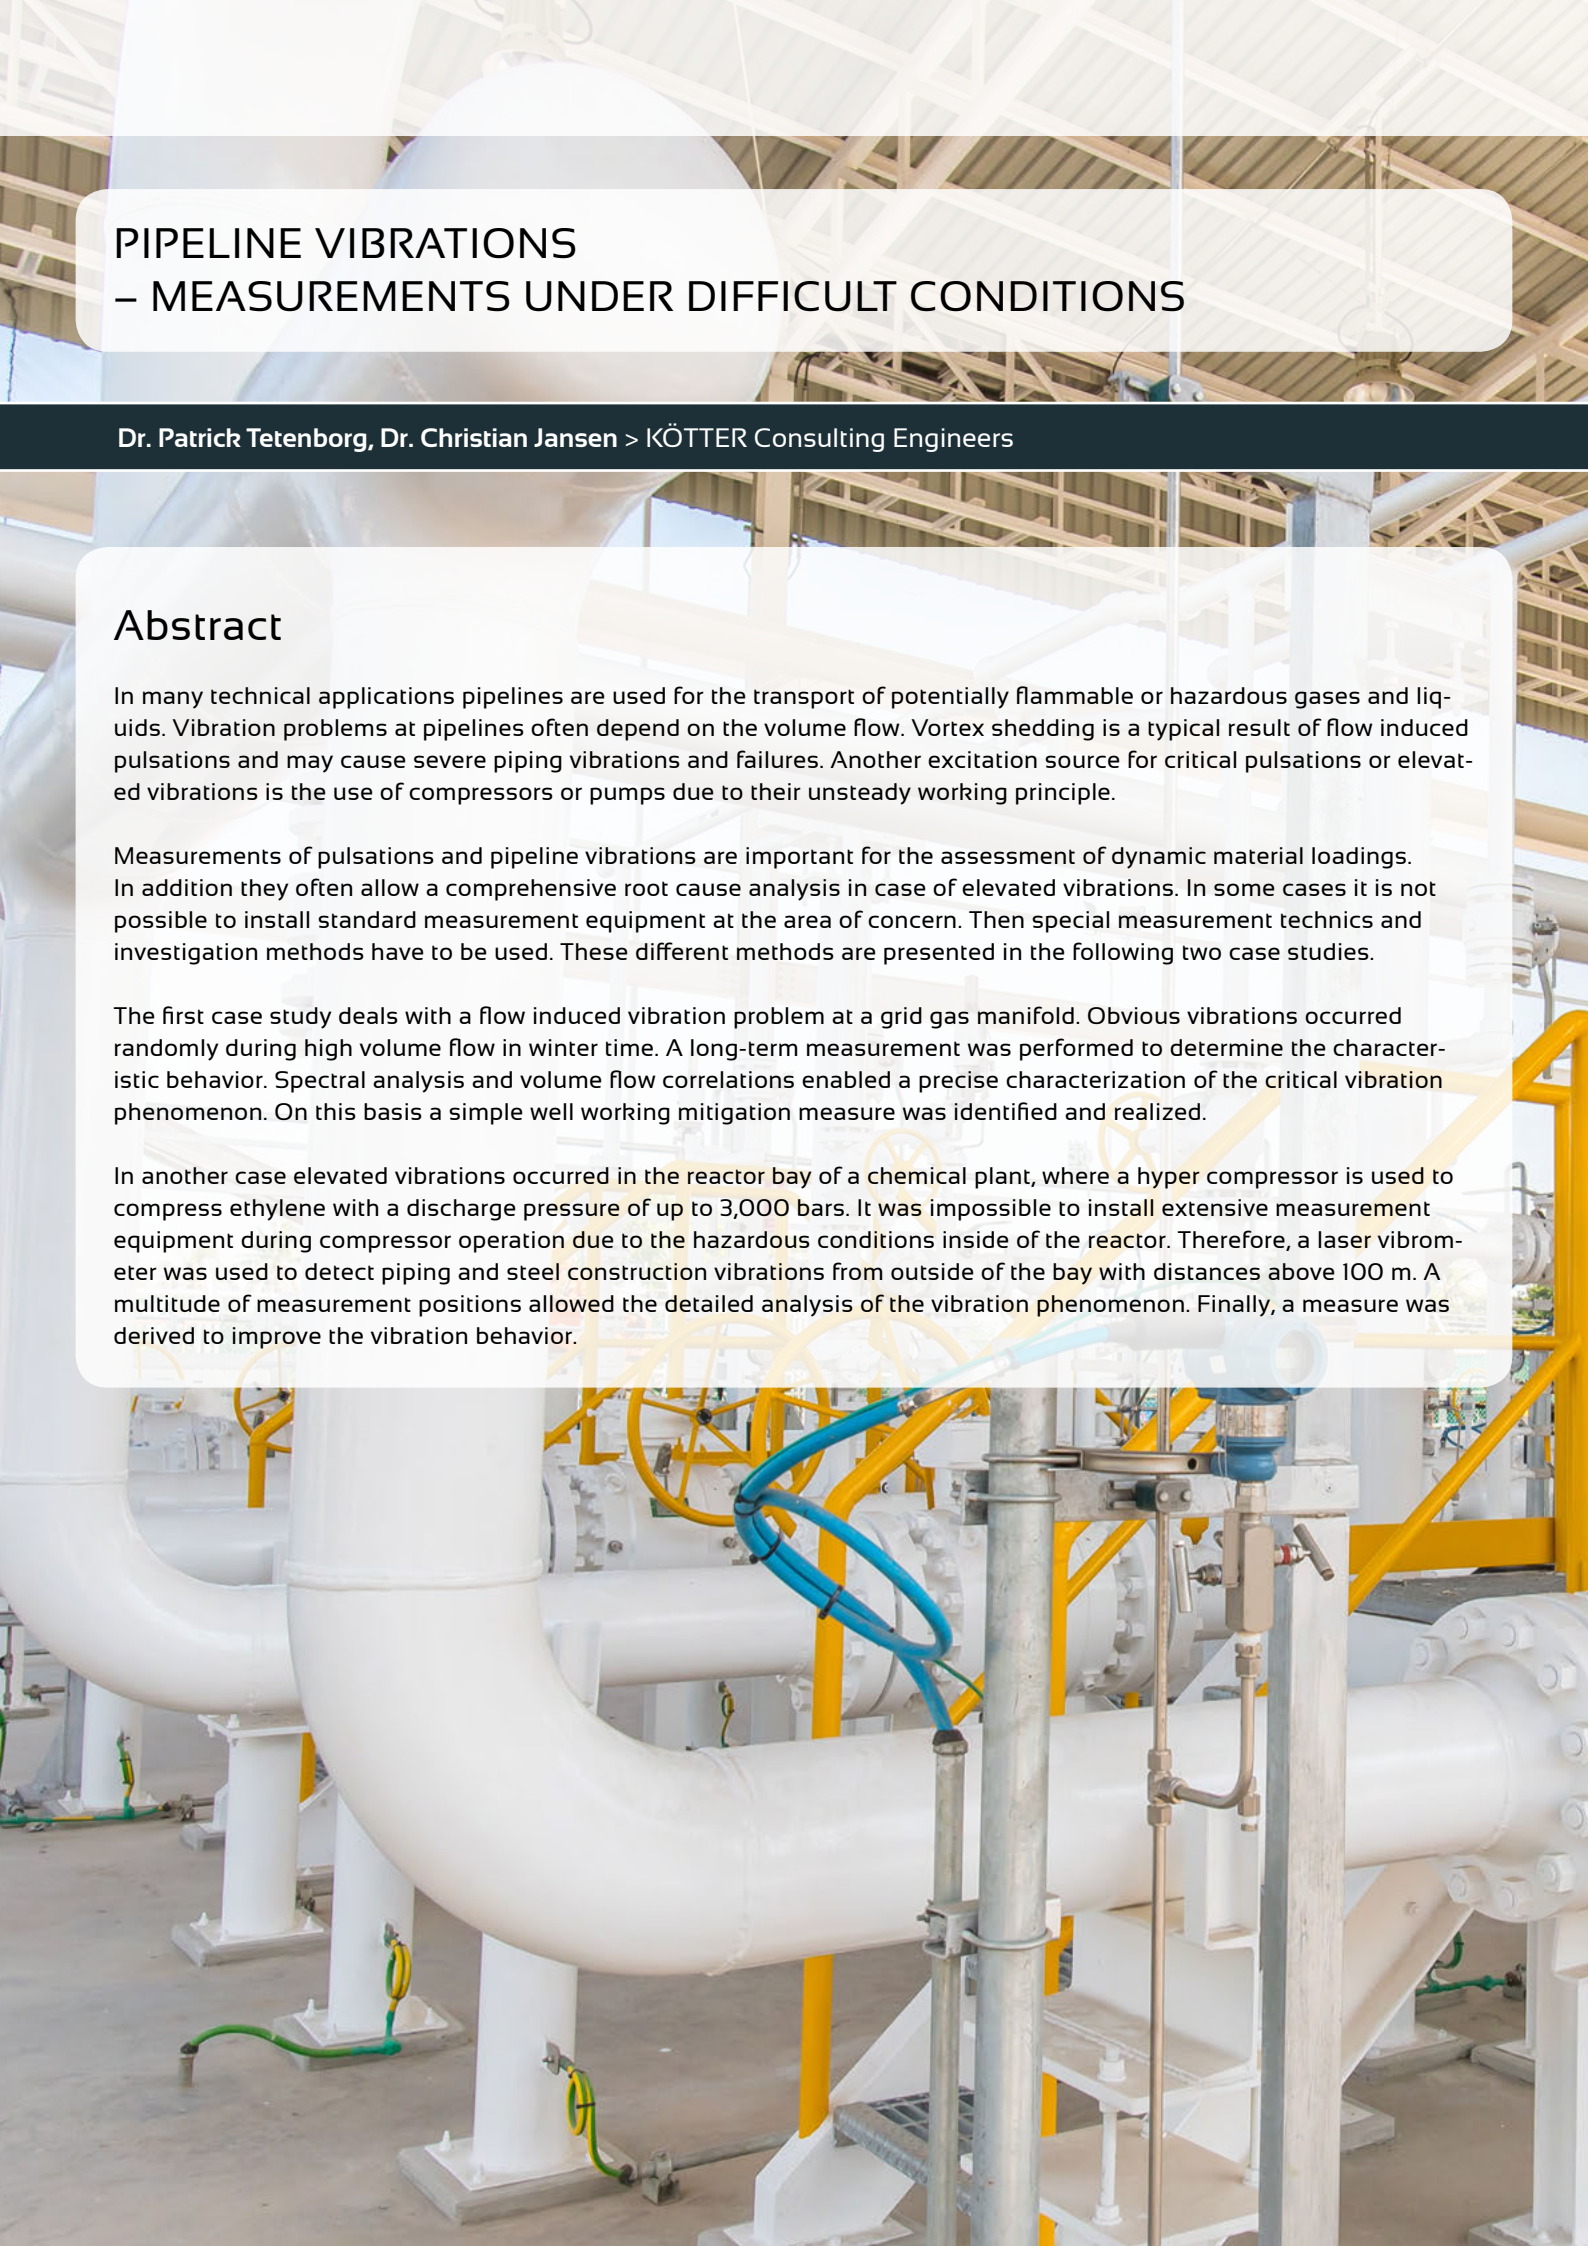 PIPELINE VIBRATIONS
– MEASUREMENTS UNDER DIFFICULT CONDITIONS
Dr. Patrick Tetenborg, Dr. Christian Jansen > KÖTTER Consulting Engineers
Abstract
In many technical applications pipelines are used for the transport of potentially flammable or hazardous gases and liq-
uids. Vibration problems at pipelines often depend on the volume flow. Vortex shedding is a typical result of flow induced
pulsations and may cause severe piping vibrations and failures. Another excitation source for critical pulsations or elevat-
ed vibrations is the use of compressors or pumps due to their unsteady working principle.
Measurements of pulsations and pipeline vibrations are important for the assessment of dynamic material loadings.
In addition they often allow a comprehensive root cause analysis in case of elevated vibrations. In some cases it is not
possible to install standard measurement equipment at the area of concern. Then special measurement technics and
investigation methods have to be used. These different methods are presented in the following two case studies.
The first case study deals with a flow induced vibration problem at a grid gas manifold. Obvious vibrations occurred
randomly during high volume flow in winter time. A long-term measurement was performed to determine the character-
istic behavior. Spectral analysis and volume flow correlations enabled a precise characterization of the critical vibration
phenomenon. On this basis a simple well working mitigation measure was identified and realized.
In another case elevated vibrations occurred in the reactor bay of a chemical plant, where a hyper compressor is used to
compress ethylene with a discharge pressure of up to 3,000 bars. It was impossible to install extensive measurement
equipment during compressor operation due to the hazardous conditions inside of the reactor. Therefore, a laser vibrom-
eter was used to detect piping and steel construction vibrations from outside of the bay with distances above 100 m. A
multitude of measurement positions allowed the detailed analysis of the vibration phenomenon. Finally, a measure was
derived to improve the vibration behavior.